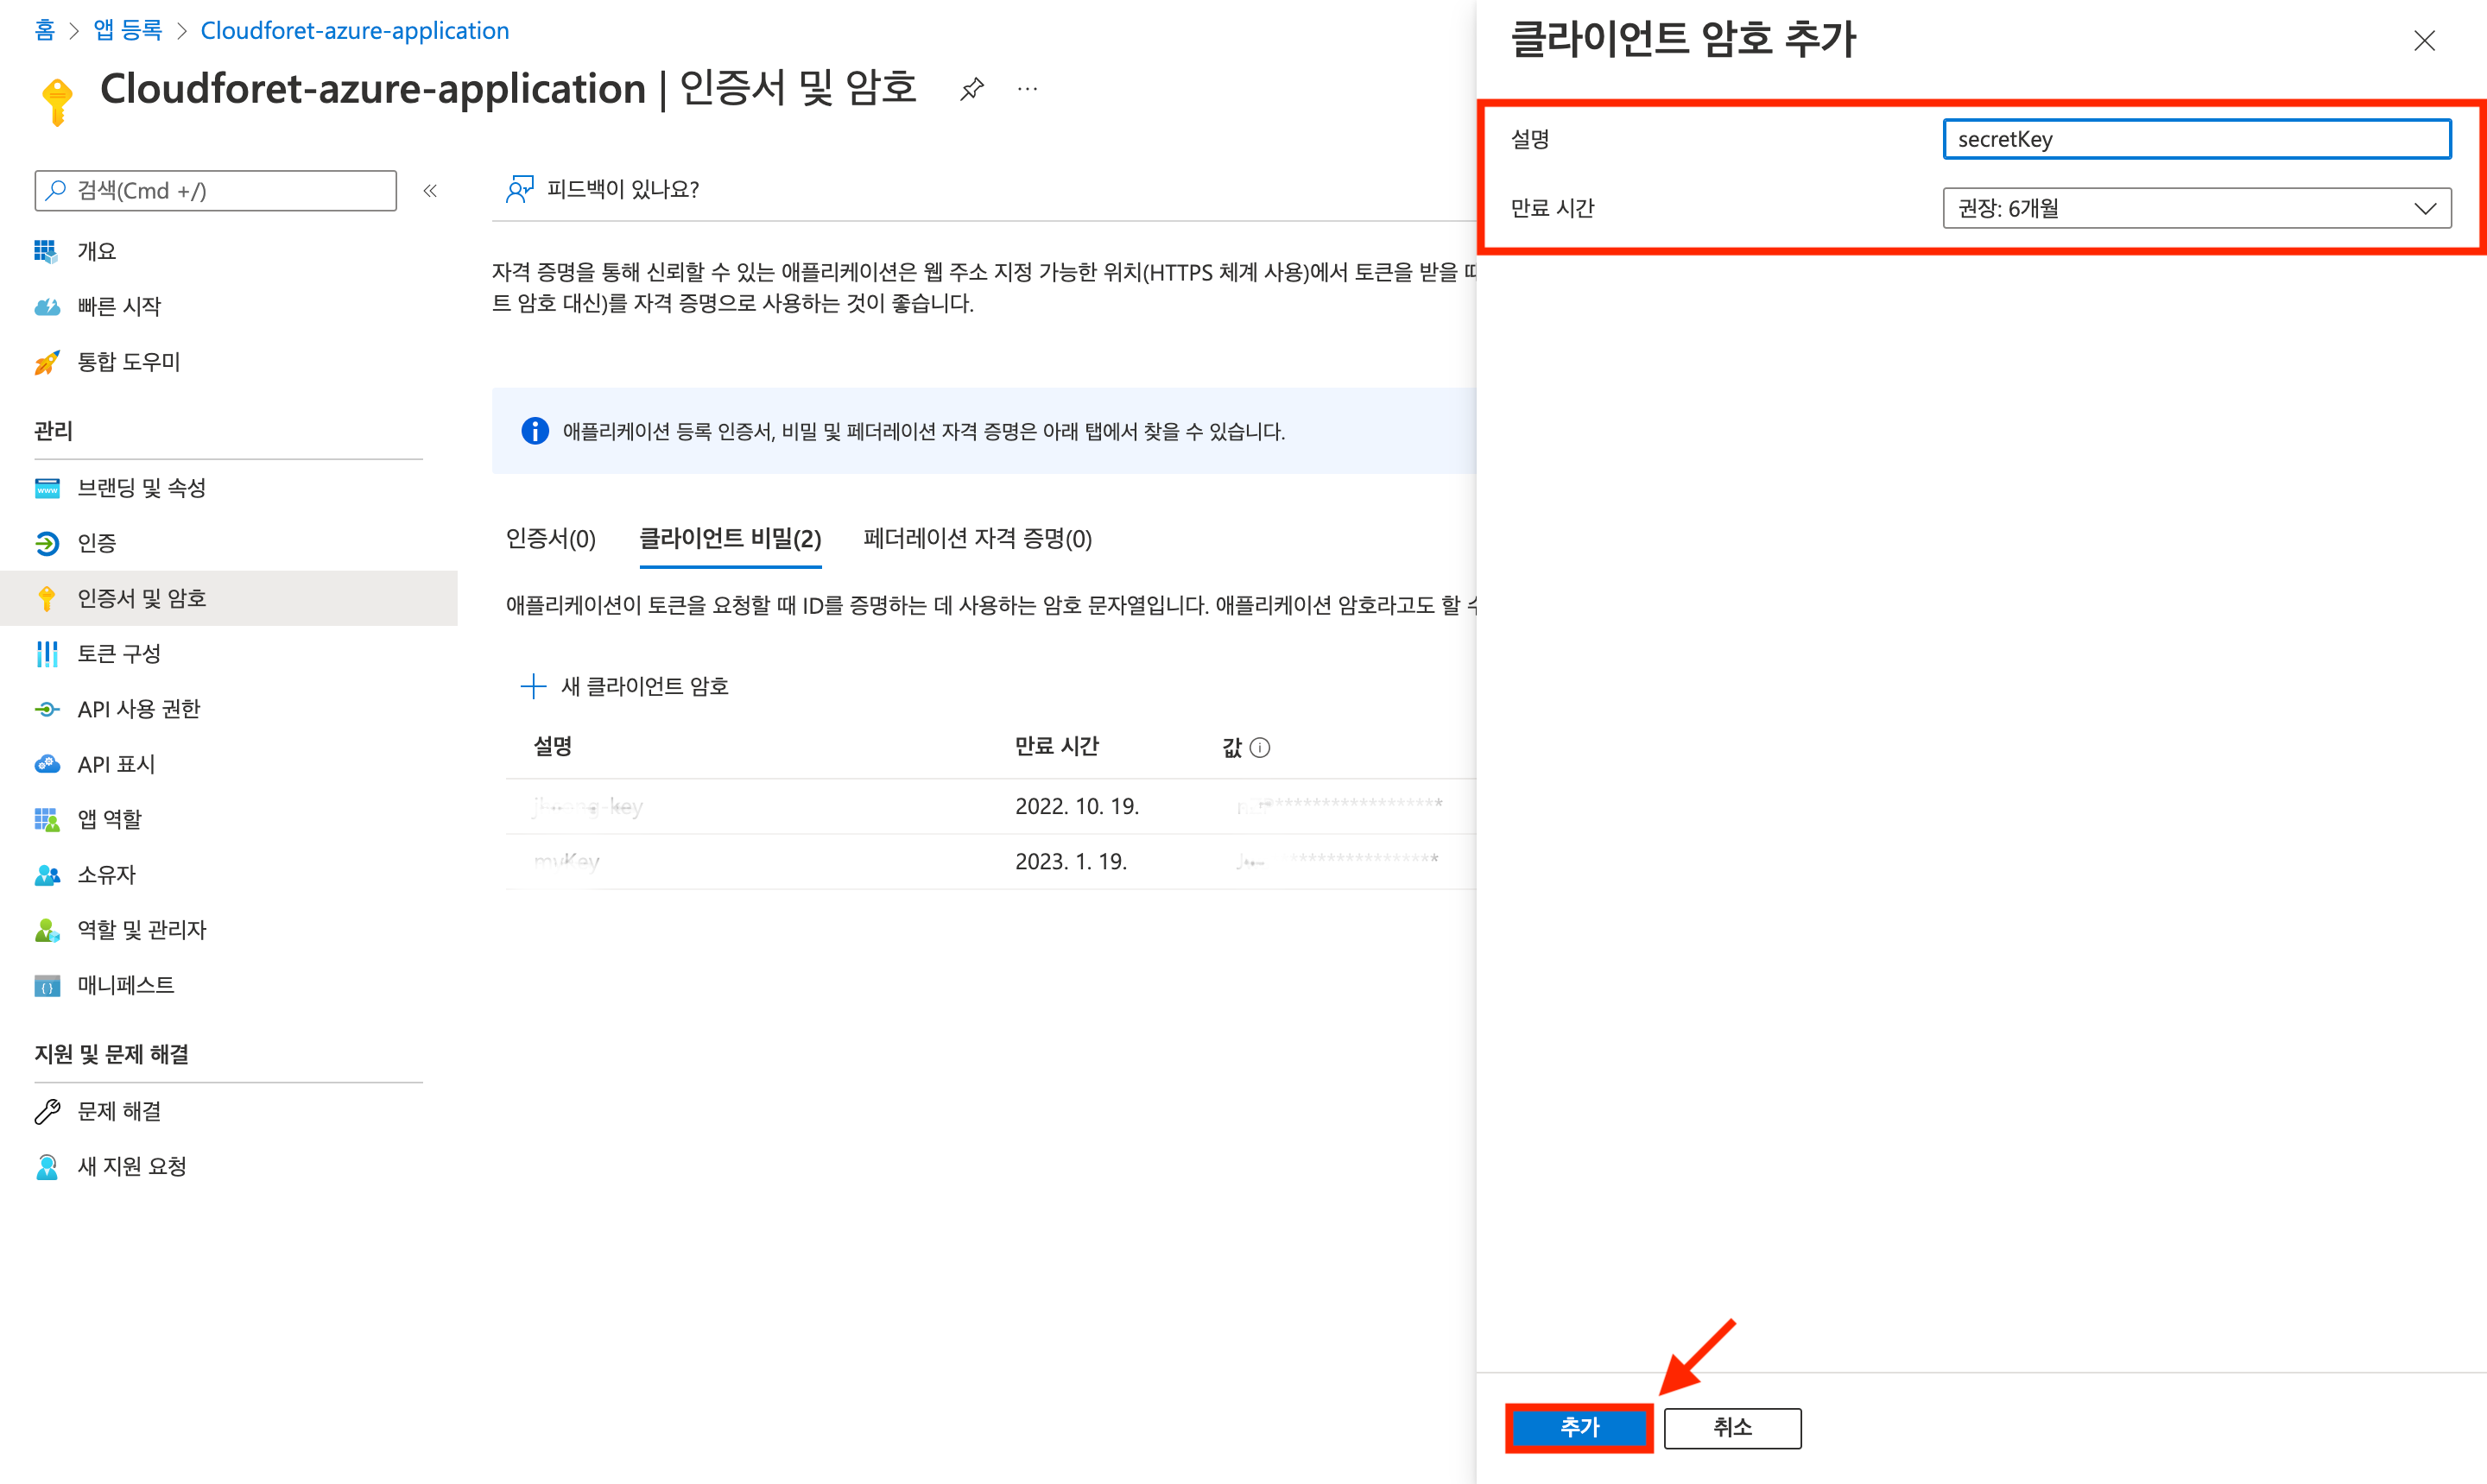 홈 > 앱 등록 > Cloudforet-azure-application
Cloudforet-azure-application | 인증서 및 암호
검색(Cmd +/)
개요
빠른 시작
통합 도우미
관리
브랜딩 및 속성
인증
인증서 및 암호
토큰 구성
API 사용 권한
API 표시
앱 역할
소유자
역할 및 관리자
매니페스트
지원 및 문제 해결
문제 해결
새 지원 요청
피드백이 있나요?
자격 증명을 통해 신뢰할 수 있는 애플리케이션은 웹 주소 지정 가능한 위치(HTTPS 체계 사용)에서 토큰을 받을
트 암호 대신)를 자격 증명으로 사용하는 것이 좋습니다.
애플리케이션 등록 인증서, 비밀 및 페더레이션 자격 증명은 아래 탭에서 찾을 수 있습니다.
인증서(0) 클라이언트 비밀(2) 페더레이션 자격 증명(0)
애플리케이션이 토큰을 요청할 때 ID를 증명하는 데 사용하는 암호 문자열입니다. 애플리케이션 암호라고도 할
새 클라이언트 암호
설명 만료 시간 값
2022. 10. 19.
myKey 2023. 1. 19.
클라이언트 암호 추가
설명 secretKey
만료 시간 권장: 6개월
추가 취소